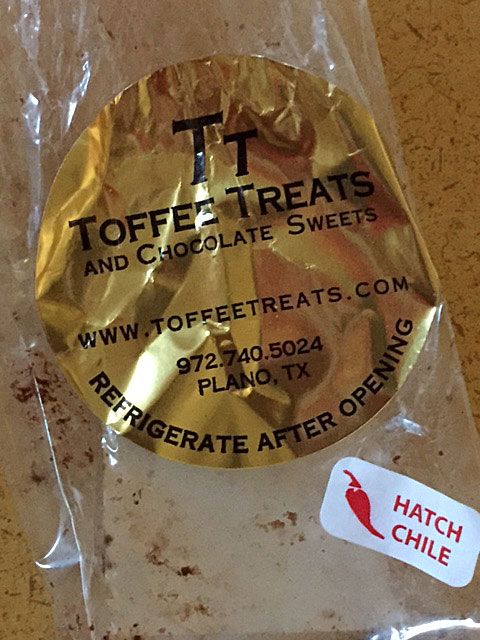 TT
TOFFEE TREATS
AND CHOCOLATE SWEETS
WWW.TOFFEETREATS.COM
972.740.5024
PLANO, TX
REFRIGERATE AFTER OPENING
HATCH
CHILE